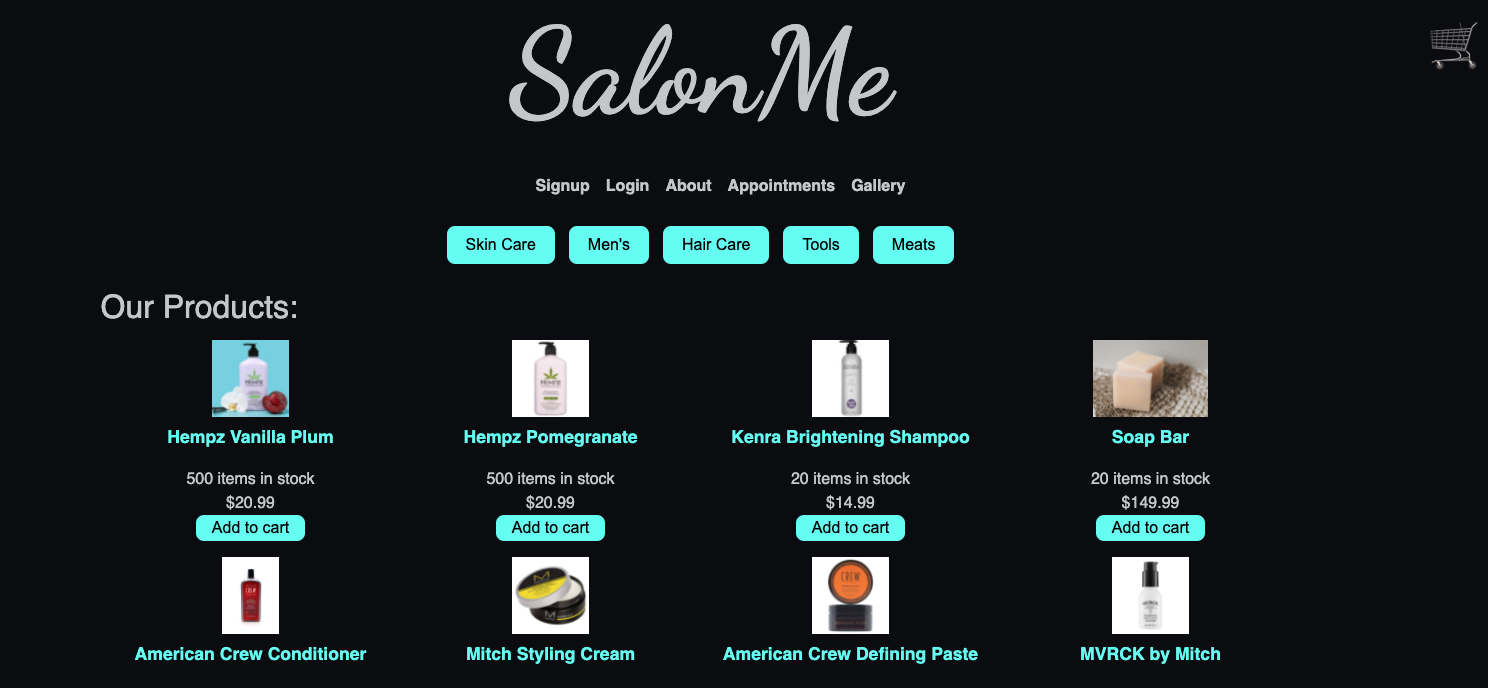 SalonMe
Signup Login About Appointments Gallery
Skin Care Men's Hair Care Tools Meats
Our Products:
Hempz Vanilla Plum Hempz Pomegranate Kenra Brightening Shampoo Soap Bar
500 items in stock 500 items in stock 20 items in stock 20 items in stock
$20.99 $20.99 $14.99 $149.99
Add to cart Add to cart Add to cart Add to cart
CREW
American Crew Conditioner Mitch Styling Cream American Crew Defining Paste MVRCK by Mitch